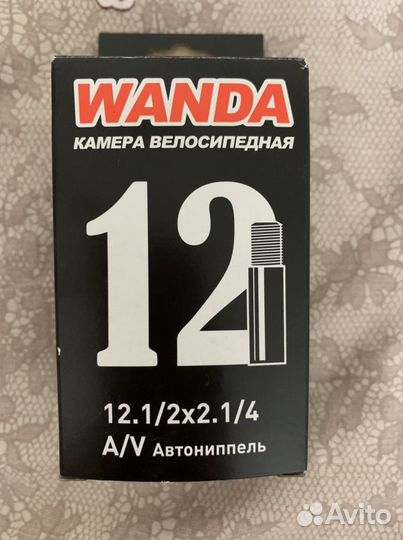 WANDA
КАМЕРА ВЕЛОСИПЕДНАЯ
12
12.1/2x2.1/4
A/V Автониппель
Avito